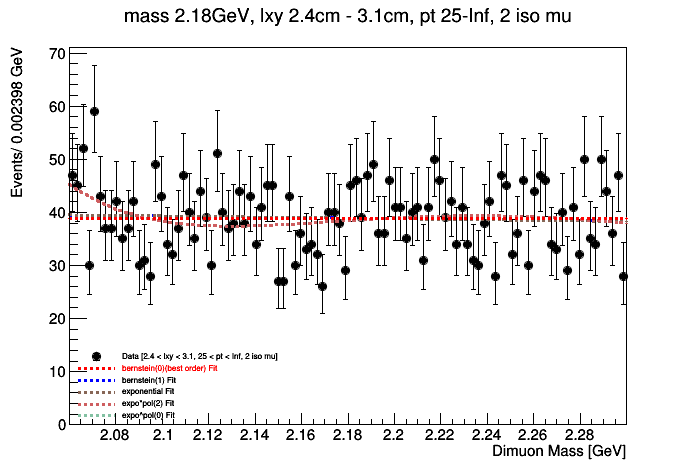 mass 2.18GeV, lxy 2.4cm - 3.1cm, pt 25-Inf, 2 iso mu
Events/ 0.002398 GeV
70
60
50
40
30
20
10
0
Data [2.4 < lxy < 3.1, 25 < pt < Inf, 2 iso mu]
bernstein(0)(best order) Fit
bernstein(1) Fit
exponential Fit
expo*pol(2) Fit
expo*pol(0) Fit
2.08 2.1 2.12 2.14 2.16 2.18 2.2 2.22 2.24 2.26 2.28
Dimuon Mass [GeV]